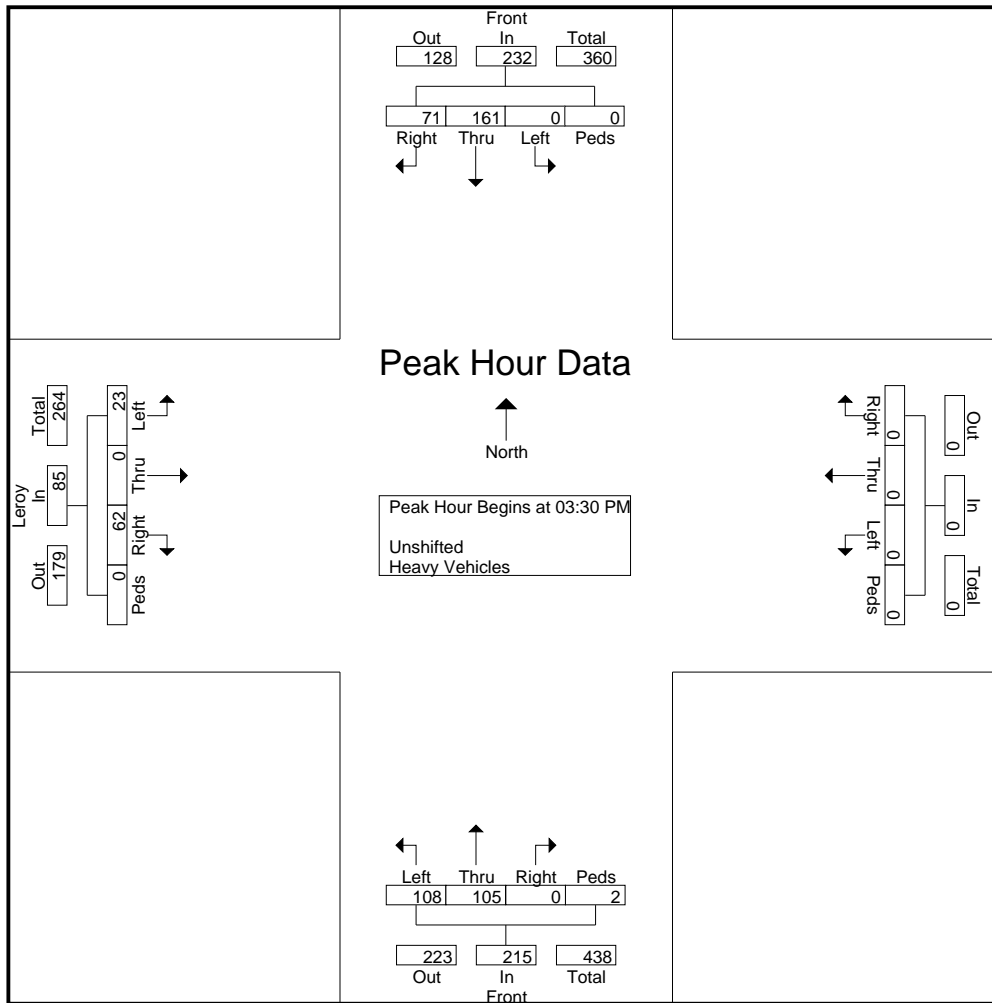 Front
Out In Total
128 232 360
71 161 0 0
Right Thru Left Peds
Peak Hour Data
North
Peak Hour Begins at 03:30 PM
Unshifted
Heavy Vehicles
Leroy
Out In Total
179 85 264
23 0 62 0
Left Thru Right Peds
Right Thru Left Peds
0 0 0 0
Out In Total
0 0 0
Left Thru Right Peds
108 105 0 2
223 215 438
Out In Total
Front